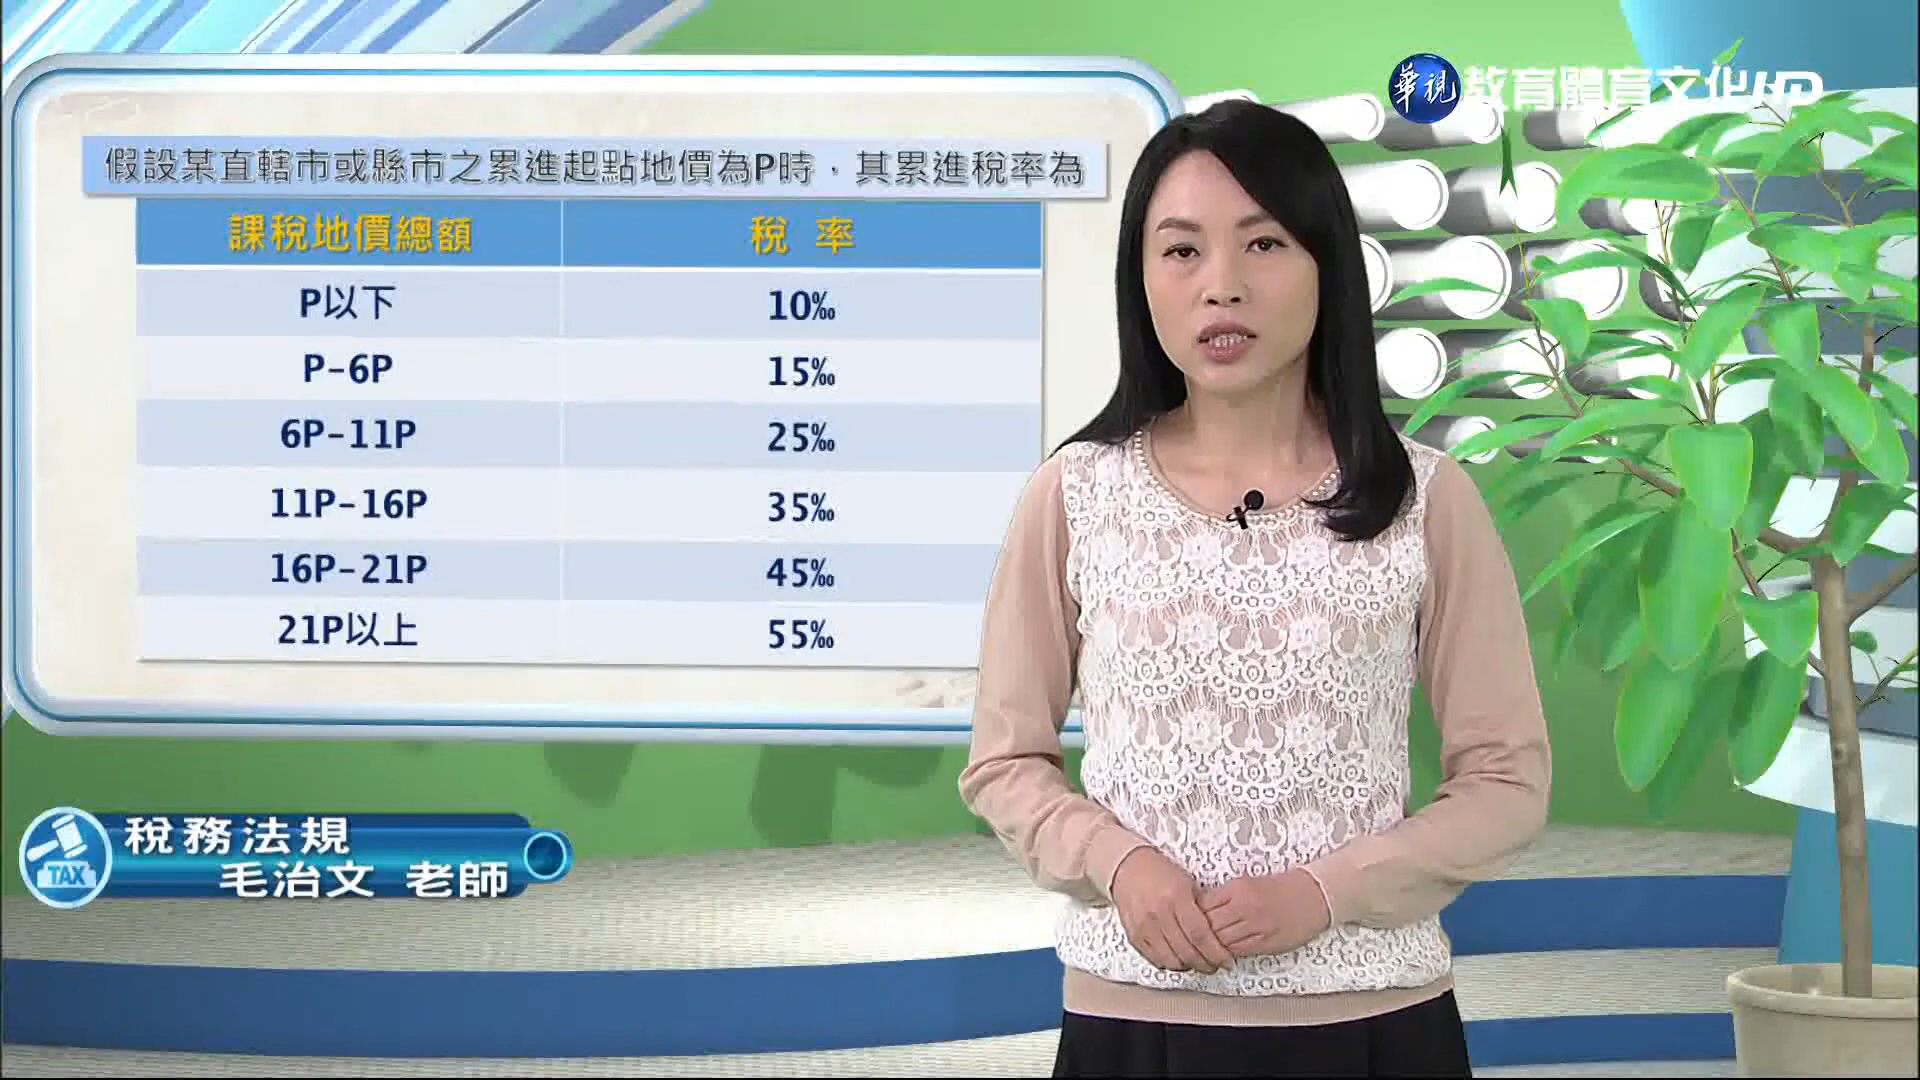 華視 教育體育文化HD
假設某直轄市或縣市之累進起點地價為P時，其累進稅率為
課稅地價總額 稅 率
P以下 10‰
P-6P 15‰
6P-11P 25‰
11P-16P 35‰
16P-21P 45‰
21P以上 55‰
TAX 稅務法規
毛治文 老師